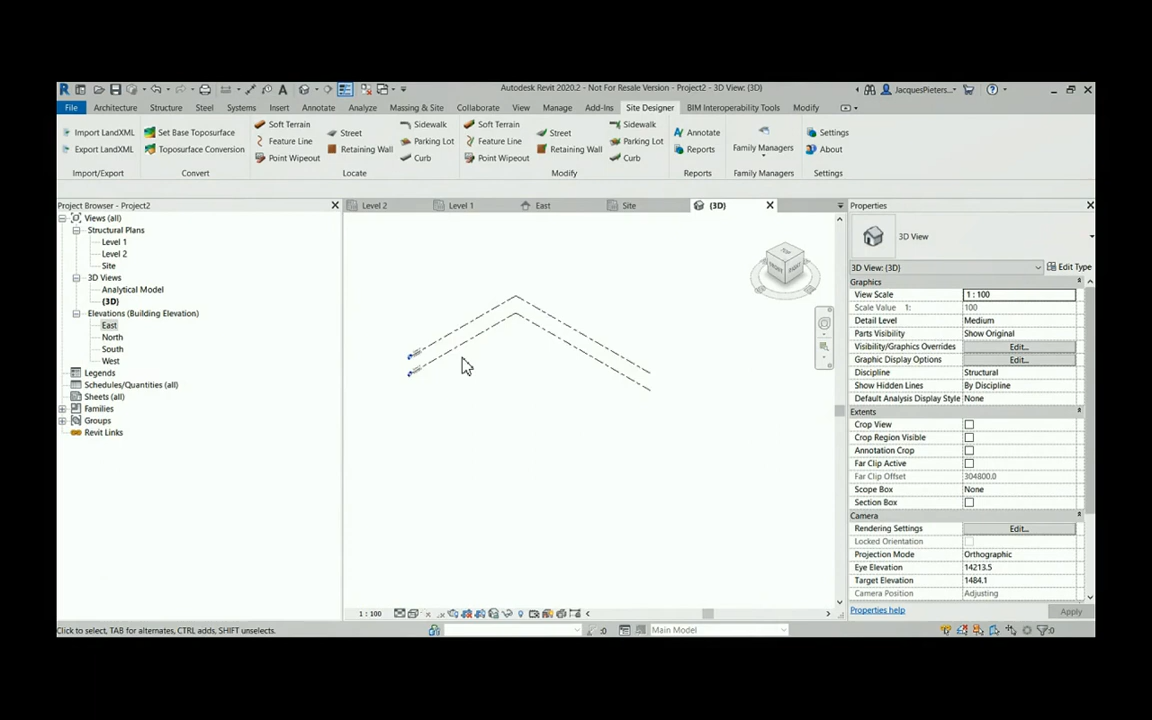 Autodesk Revit 2020.2 - Not For Resale Version - Project2 - 3D View: {3D}
JacquesPieters...
File Architecture Structure Steel Systems Insert Annotate Analyze Massing & Site Collaborate View Manage Add-Ins Site Designer BIM Interoperability Tools Modify
Import LandXML
Export LandXML
Import/Export
Set Base Toposurface
Toposurface Conversion
Convert
Soft Terrain
Feature Line
Point Wipeout
Street
Retaining Wall
Sidewalk
Parking Lot
Curb
Locate
Soft Terrain
Feature Line
Point Wipeout
Street
Retaining Wall
Sidewalk
Parking Lot
Curb
Modify
Annotate
Reports
Reports
Family Managers
Family Managers
Settings
About
Settings
Project Browser - Project2
Views (all)
Structural Plans
Level 1
Level 2
Site
3D Views
Analytical Model
{3D}
Elevations (Building Elevation)
East
North
South
West
Legends
Schedules/Quantities (all)
Sheets (all)
Families
Groups
Revit Links
Level 2 Level 1 East Site {3D}
TOP
FRONT RIGHT
Properties
3D View
3D View: {3D} Edit Type
Graphics
View Scale 1 : 100
Scale Value 1: 100
Detail Level Medium
Parts Visibility Show Original
Visibility/Graphics Overrides Edit...
Graphic Display Options Edit...
Discipline Structural
Show Hidden Lines By Discipline
Default Analysis Display Style None
Extents
Crop View
Crop Region Visible
Annotation Crop
Far Clip Active
Far Clip Offset 304800.0
Scope Box None
Section Box
Camera
Rendering Settings Edit...
Locked Orientation
Projection Mode Orthographic
Eye Elevation 14213.5
Target Elevation 1484.1
Camera Position Adjusting
Properties help Apply
1 : 100
Click to select, TAB for alternates, CTRL adds, SHIFT unselects.
:0
Main Model
:0